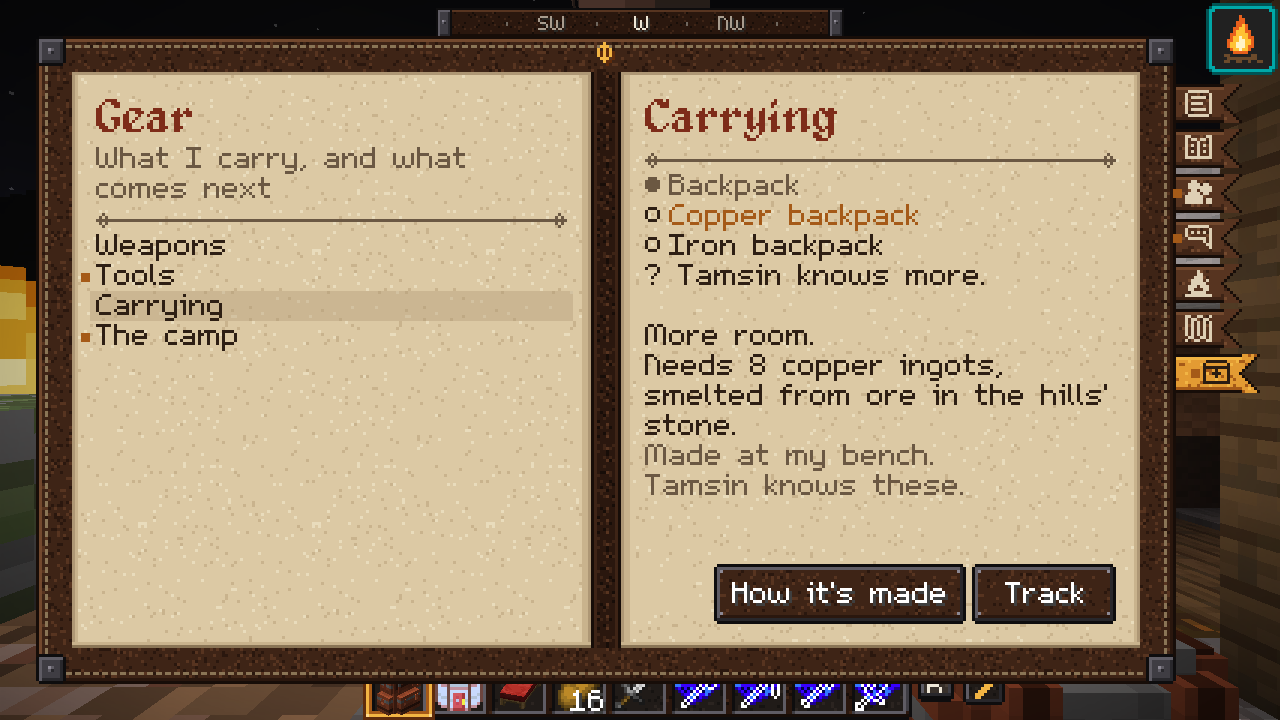 SW W NW
Gear
What I carry, and what
comes next
Weapons
Tools
Carrying
The camp
Carrying
Backpack
Copper backpack
Iron backpack
? Tamsin knows more.
More room.
Needs 8 copper ingots,
smelted from ore in the hills'
stone.
Made at my bench.
Tamsin knows these.
How it's made
Track
16